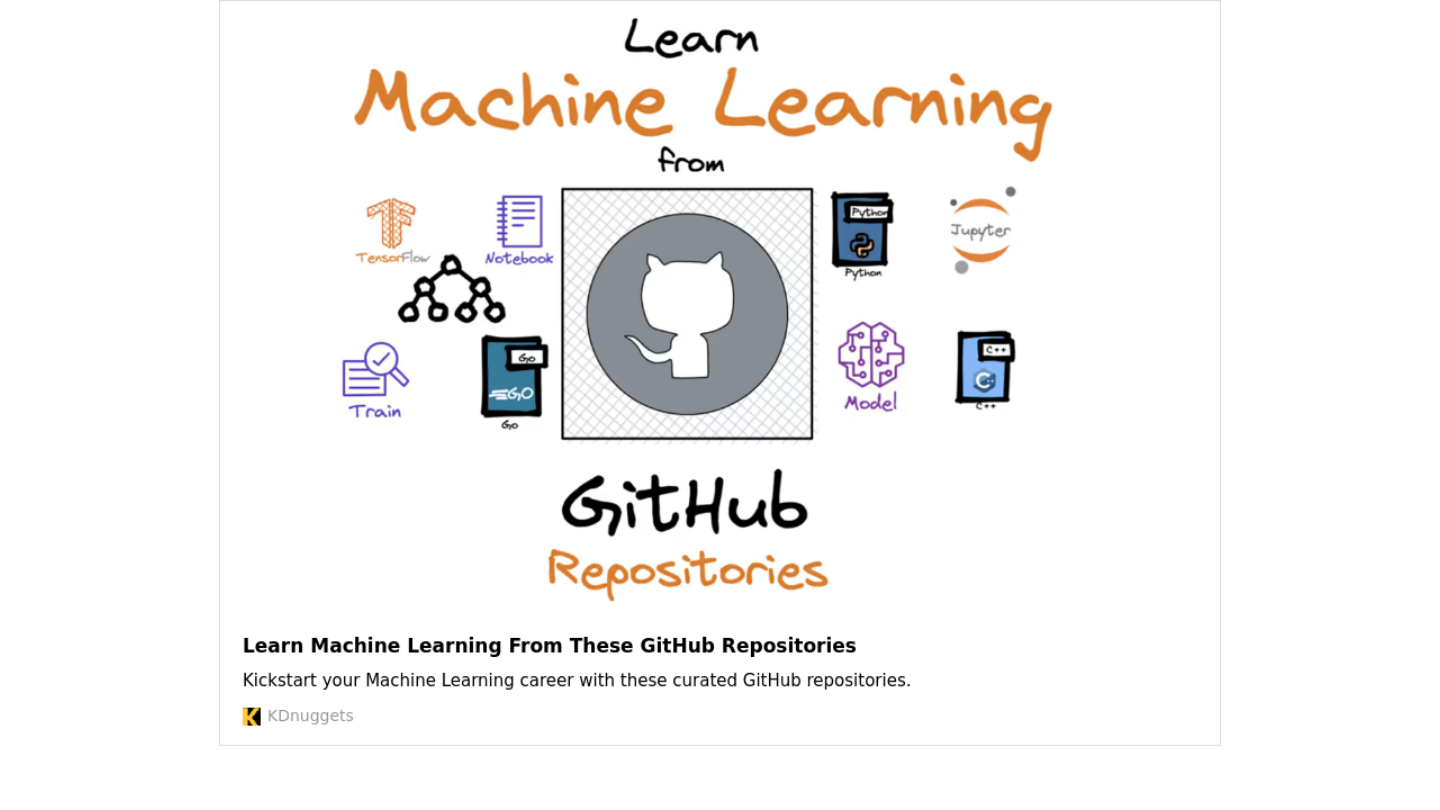 Learn
Machine Learning
from
TensorFlow
Notebook
Python
Python
Jupyter
Train
Go
GO
Go
Model
C++
C
C++
GitHub
Repositories
Learn Machine Learning From These GitHub Repositories
Kickstart your Machine Learning career with these curated GitHub repositories.
K KDnuggets